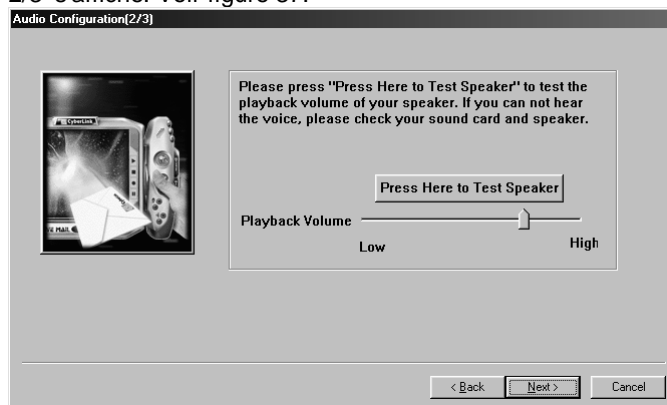 Audio Configuration(2/3)
CyberLink
Please press "Press Here to Test Speaker" to test the
playback volume of your speaker. If you can not hear
the voice, please check your sound card and speaker.
Press Here to Test Speaker
Playback Volume
Low
High
MAIL
< Back
Next >
Cancel